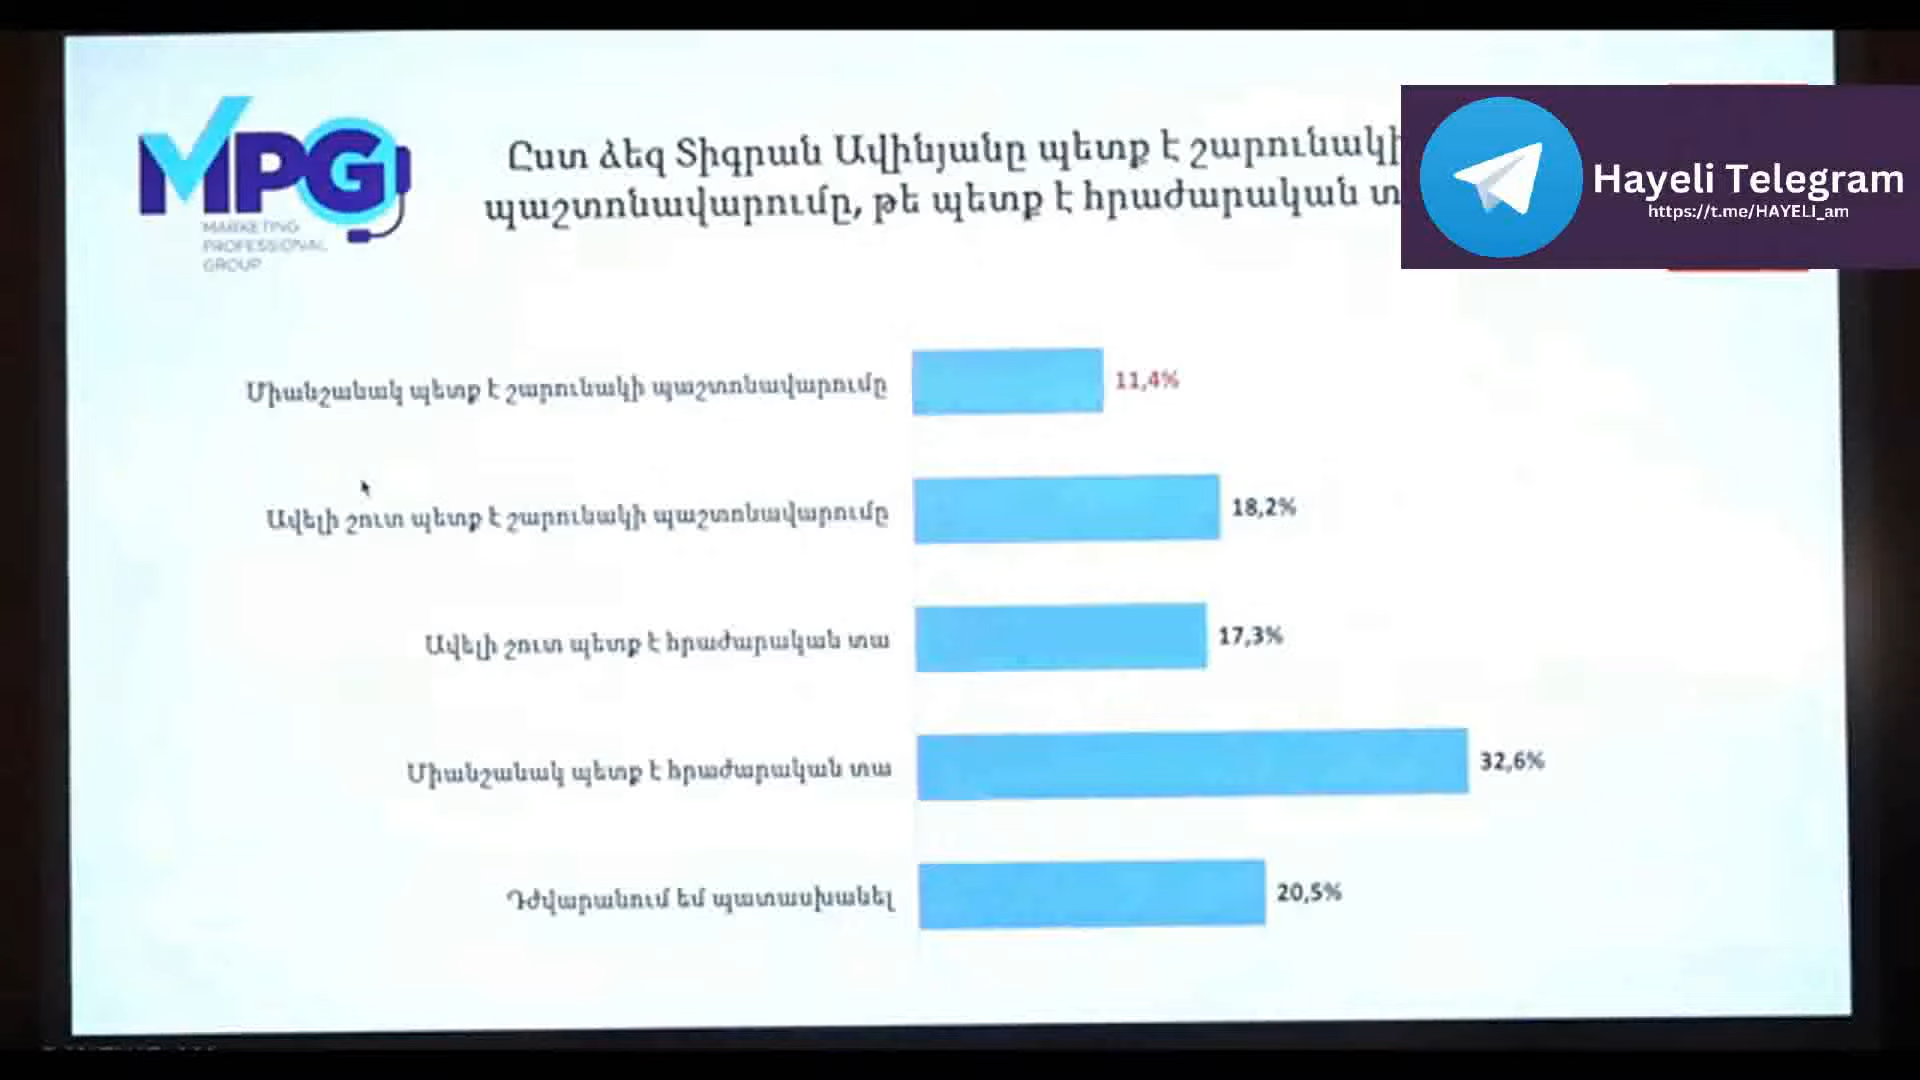 MPG
MARKETING
PROFESSIONAL
GROUP
Ըստ ձեզ Տիգրան Ավինյանը պետք է շարունակի
պաշտոնավարումը, թե պետք է հրաժարական
Hayeli Telegram
https://t.me/HAYELI_am
Միանշանակ պետք է շարունակի պաշտոնավարումը 11,4%
Ավելի շուտ պետք է շարունակի պաշտոնավարումը 18,2%
Ավելի շուտ պետք է հրաժարական տա 17,3%
Միանշանակ պետք է հրաժարական տա 32,6%
Դժվարանում եմ պատասխանել 20,5%